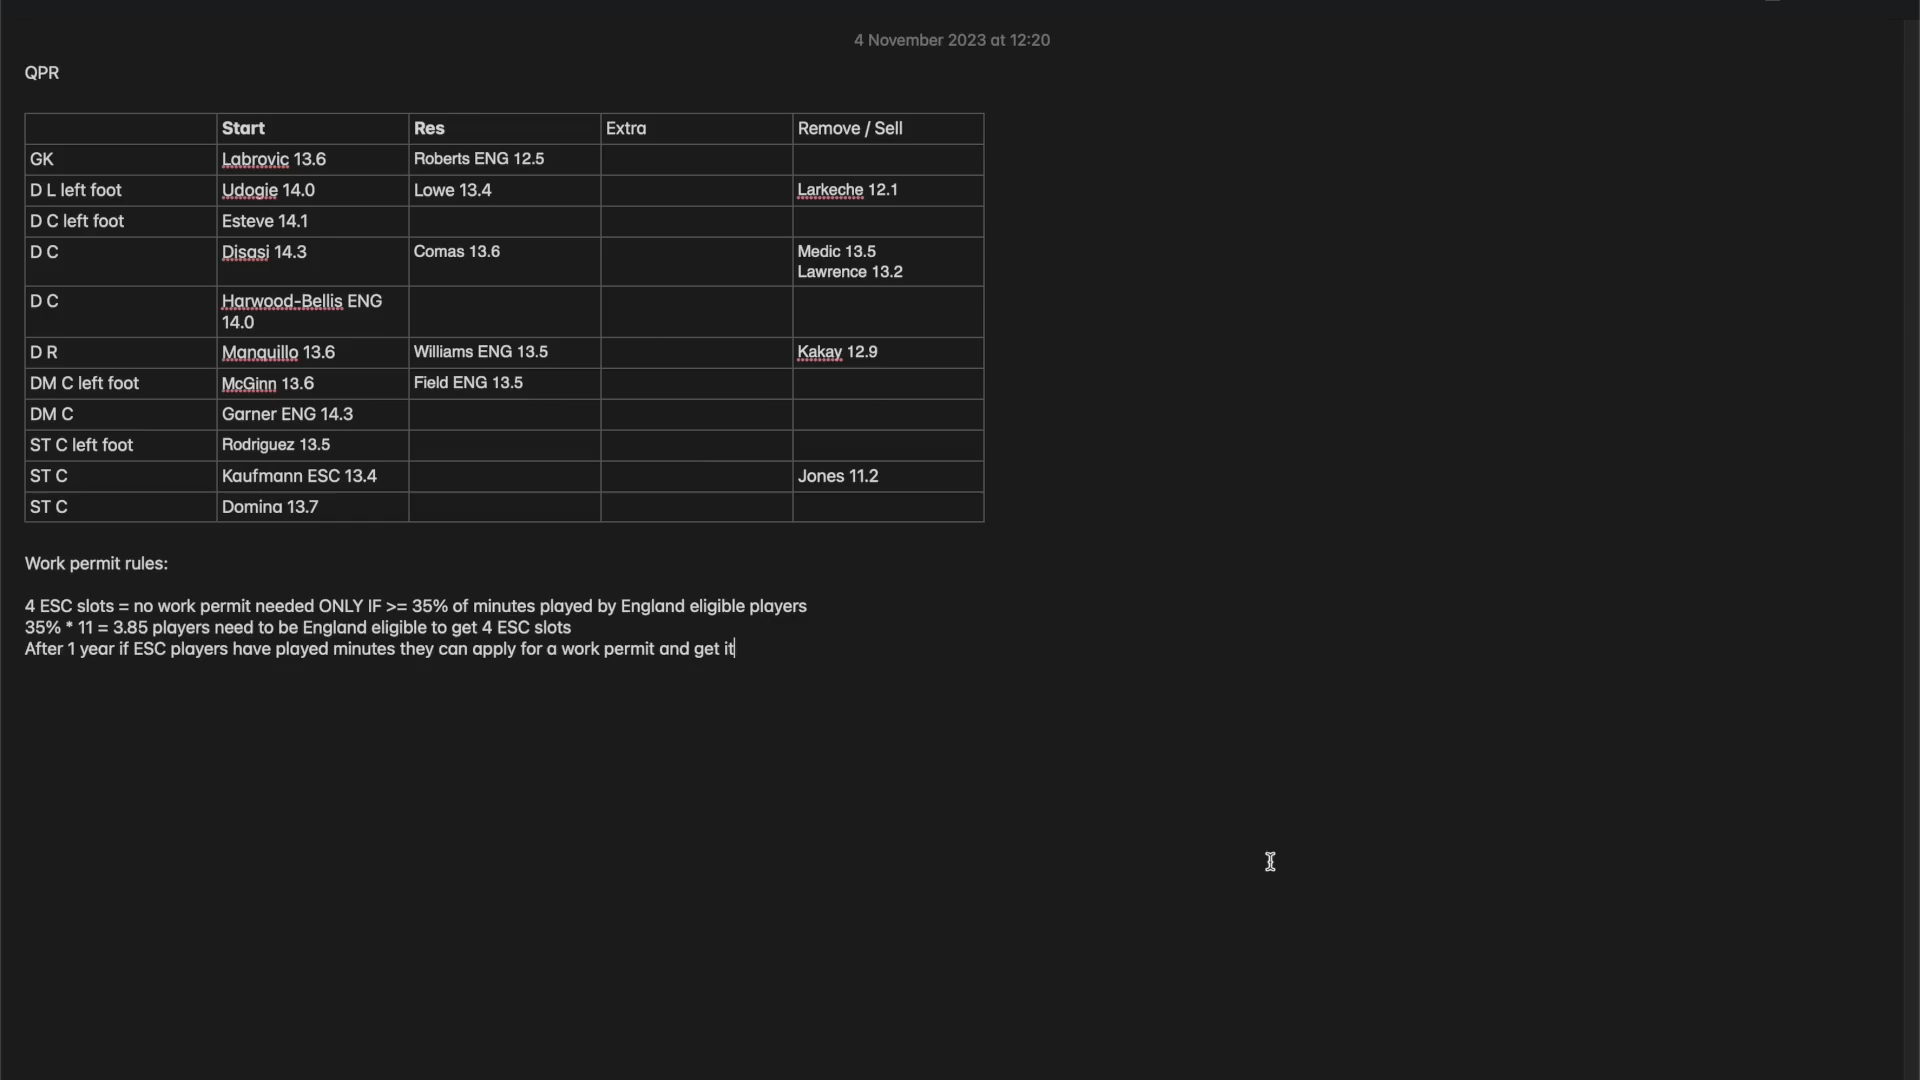 4 November 2023 at 12:20
QPR
Start Res Extra Remove / Sell
GK Labrovic 13.6 Roberts ENG 12.5
D L left foot Udogie 14.0 Lowe 13.4 Larkeche 12.1
D C left foot Esteve 14.1
D C Disasi 14.3 Comas 13.6 Medic 13.5
Lawrence 13.2
D C Harwood-Bellis ENG
14.0
D R Manquillo 13.6 Williams ENG 13.5 Kakay 12.9
DM C left foot McGinn 13.6 Field ENG 13.5
DM C Garner ENG 14.3
ST C left foot Rodriguez 13.5
ST C Kaufmann ESC 13.4 Jones 11.2
ST C Domina 13.7
Work permit rules:
4 ESC slots = no work permit needed ONLY IF >= 35% of minutes played by England eligible players
35% * 11 = 3.85 players need to be England eligible to get 4 ESC slots
After 1 year if ESC players have played minutes they can apply for a work permit and get it